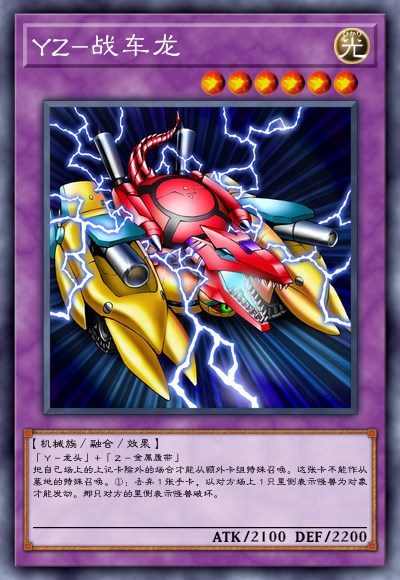 YZ-战车龙
光
ひかり
【机械族/融合/效果】
「Y-龙头」+「Z-金属履带」
把自己场上的上记卡除外的场合才能从额外卡组特殊召唤。这张卡不能从
墓地的特殊召唤。①：丢弃1张手卡，以对方场上1只里侧表示怪兽为对象
才能发动。那只对方的里侧表示怪兽破坏。
ATK/2100 DEF/2200